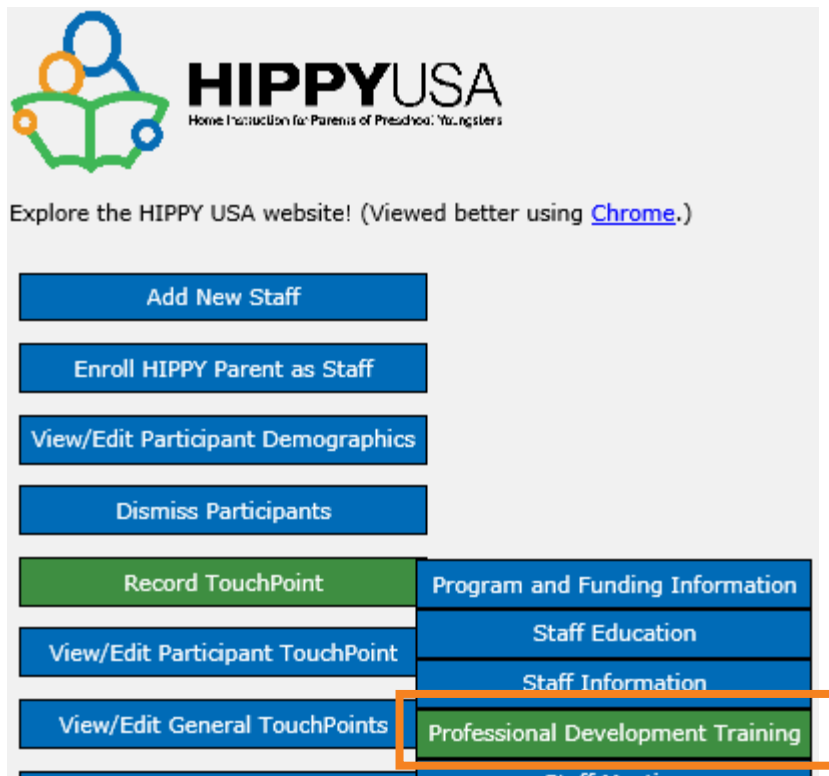 HIPPYUSA
Home Instruction for Parents of Preschool Youngsters
Explore the HIPPY USA website! (Viewed better using Chrome.)
Add New Staff
Enroll HIPPY Parent as Staff
View/Edit Participant Demographics
Dismiss Participants
Record TouchPoint
Program and Funding Information
Staff Education
View/Edit Participant TouchPoint
Staff Information
View/Edit General TouchPoints
Professional Development Training